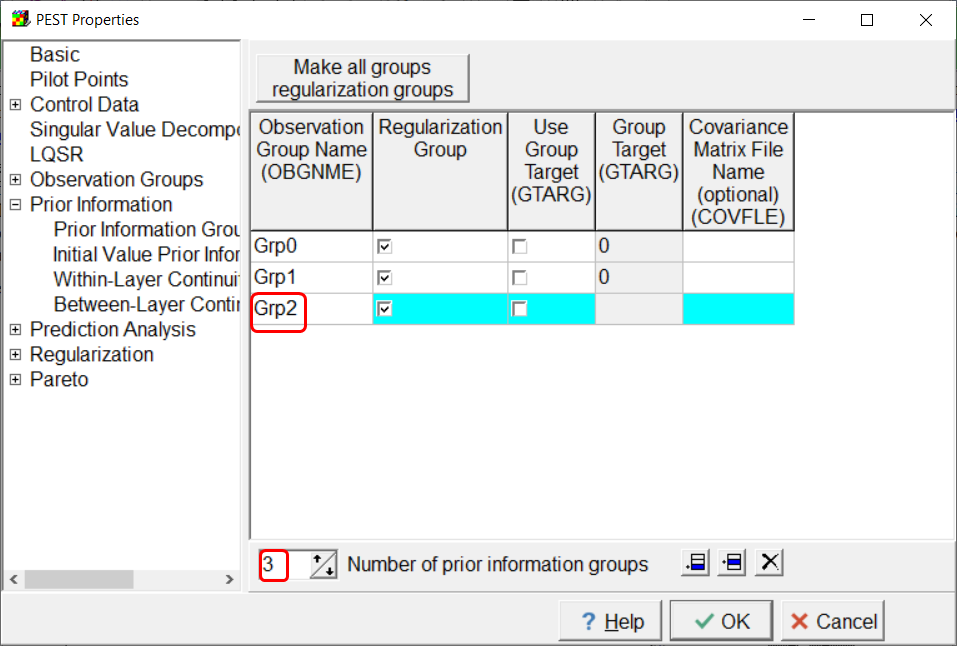 PEST Properties
Basic
Pilot Points
Control Data
Singular Value Decompo
LQSR
Observation Groups
Prior Information
Prior Information Grou
Initial Value Prior Infor
Within-Layer Continui
Between-Layer Contin
Prediction Analysis
Regularization
Pareto
Make all groups
regularization groups
Observation
Group Name
(OBGNME)
Regularization
Group
Use
Group
Target
(GTARG)
Group
Target
(GTARG)
Covariance
Matrix File
Name
(optional)
(COVFLE)
Grp0 0
Grp1 0
Grp2
3 Number of prior information groups
? Help OK Cancel